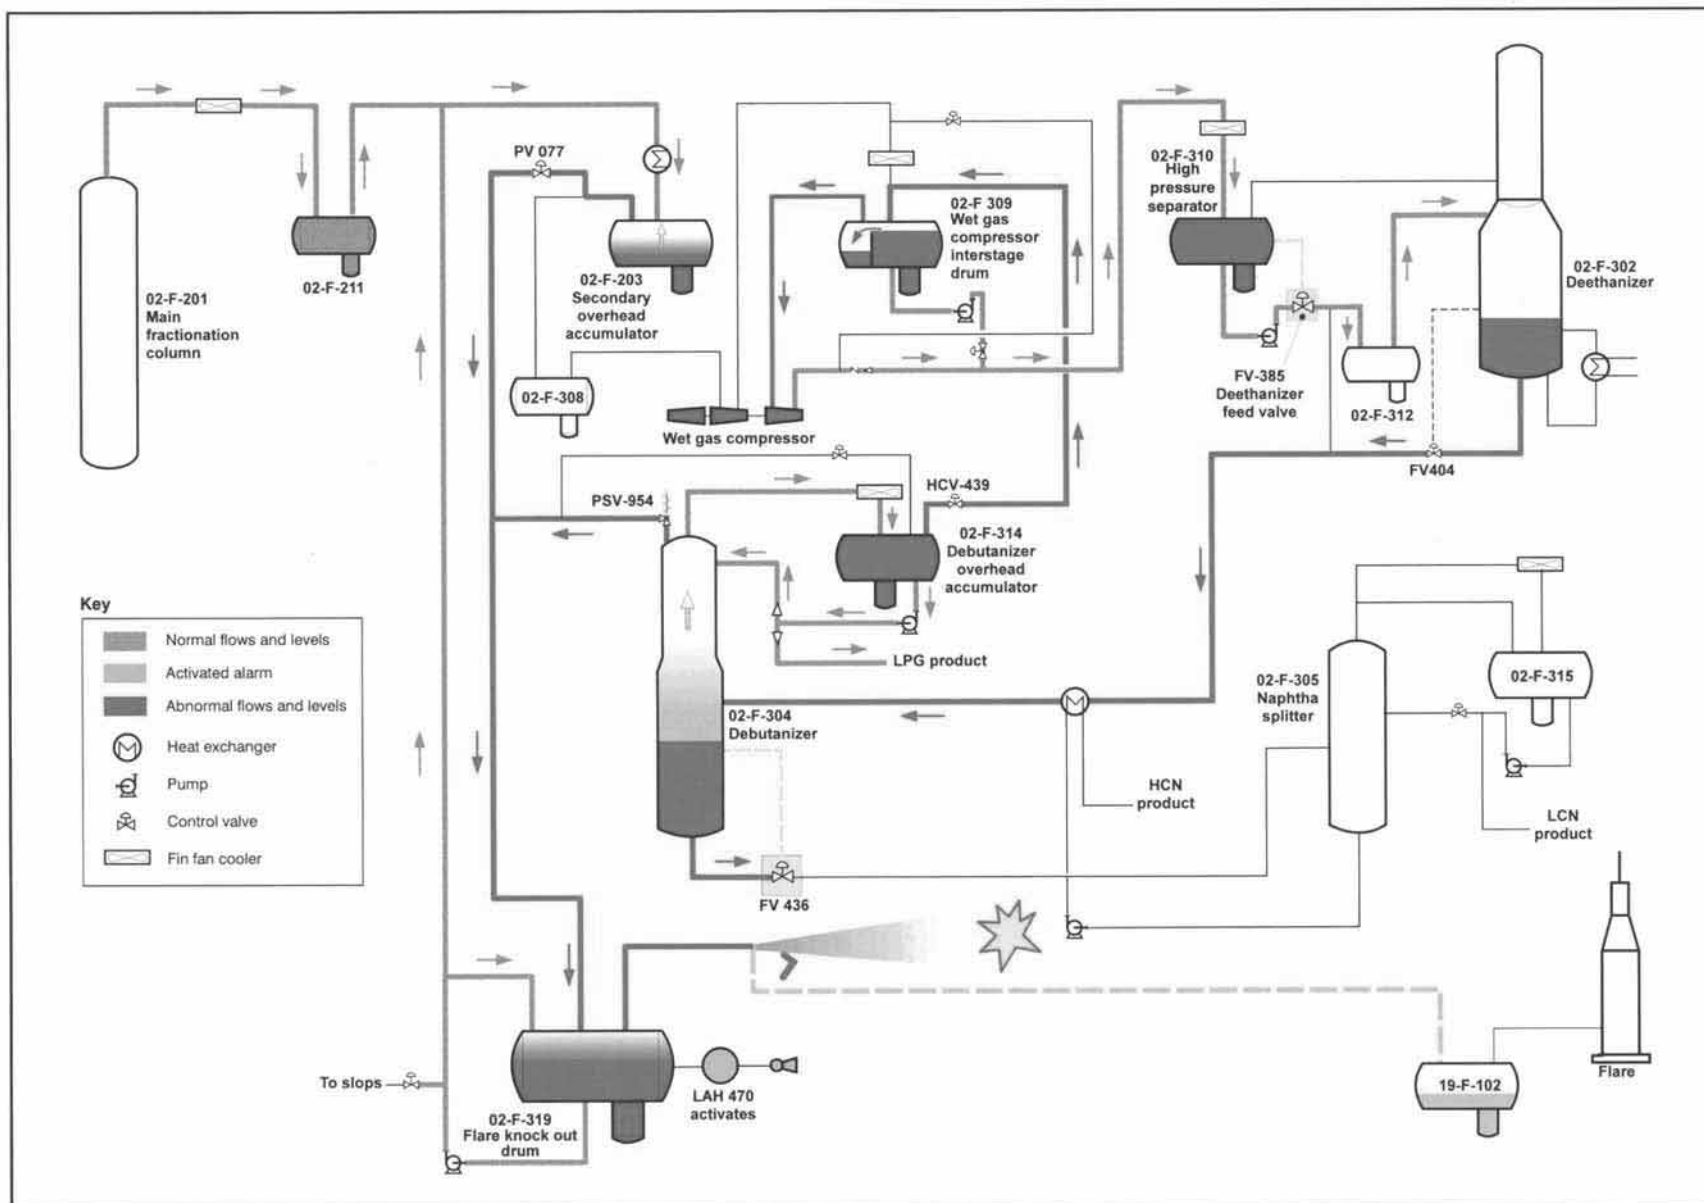 PV 077
02-F-310
High
pressure
separator
02-F 309
Wet gas
compressor
interstage
drum
02-F-201
Main
fractionation
column
02-F-211
02-F-203
Secondary
overhead
accumulator
02-F-302
Deethanizer
FV-385
Deethanizer
feed valve
02-F-308
02-F-312
Wet gas compressor
FV404
PSV-954
HCV-439
02-F-314
Debutanizer
overhead
accumulator
Key
Normal flows and levels
Activated alarm
Abnormal flows and levels
Heat exchanger
Pump
Control valve
Fin fan cooler
LPG product
02-F-304
Debutanizer
02-F-305
Naphtha
splitter
02-F-315
HCN
product
LCN
product
FV 436
To slops
02-F-319
Flare knock out
drum
LAH 470
activates
19-F-102
Flare